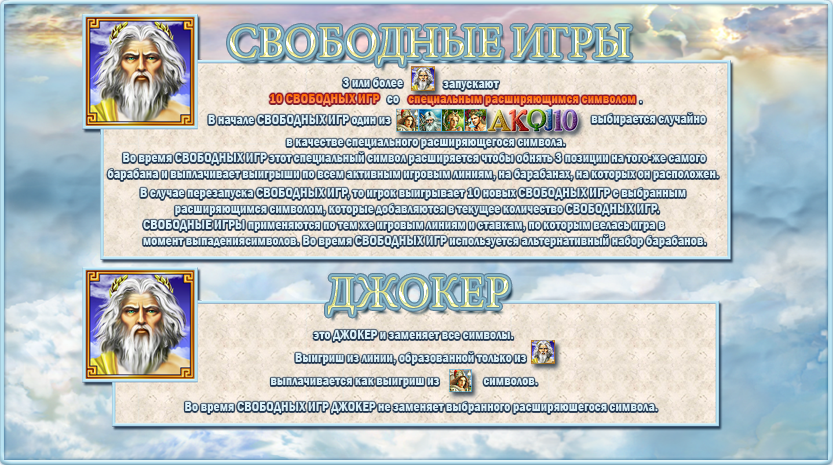 СВОБОДНЫЕ ИГРЫ
3 или более запускают
10 СВОБОДНЫХ ИГР со специальным расширяющимся символом .
В начале СВОБОДНЫХ ИГР один из A K Q J 10 выбирается случайно
в качестве специального расширяющегося символа.
Во время СВОБОДНЫХ ИГР этот специальный символ расширяется чтобы обнять 3 позиции на того-же самого
барабана и выплачивает выигрыши по всем активным игровым линиям, на барабанах, на которых он расположен.
В случае перезапуска СВОБОДНЫХ ИГР, то игрок выигрывает 10 новых СВОБОДНЫХ ИГР с выбранным
расширяющимся символом, которые добавляются в текущее количество СВОБОДНЫХ ИГР.
СВОБОДНЫЕ ИГРЫ применяются по тем же игровым линиям и ставкам, по которым велась игра в
момент выпадениясимволов. Во время СВОБОДНЫХ ИГР используется альтернативный набор барабанов.
ДЖОКЕР
это ДЖОКЕР и заменяет все символы.
Выигриш из линии, образованной только из
выплачивается как выигриш из символов.
Во время СВОБОДНЫХ ИГР ДЖОКЕР не заменяет выбранного расширяюшегося символа.